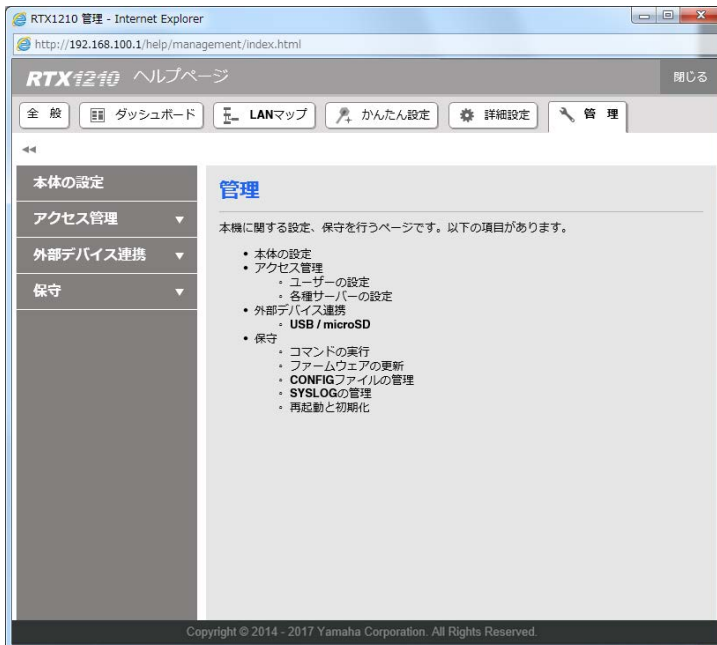 RTX1210 管理 - Internet Explorer
http://192.168.100.1/help/management/index.html
RTX1210 ヘルプページ
閉じる
全 般
ダッシュボード
LANマップ
かんたん設定
詳細設定
管 理
本体の設定
アクセス管理
外部デバイス連携
保守
管理
本機に関する設定、保守を行うページです。以下の項目があります。
本体の設定
アクセス管理
ユーザーの設定
各種サーバーの設定
外部デバイス連携
USB / microSD
保守
コマンドの実行
ファームウェアの更新
CONFIGファイルの管理
SYSLOGの管理
再起動と初期化
Copyright © 2014 - 2017 Yamaha Corporation. All Rights Reserved.